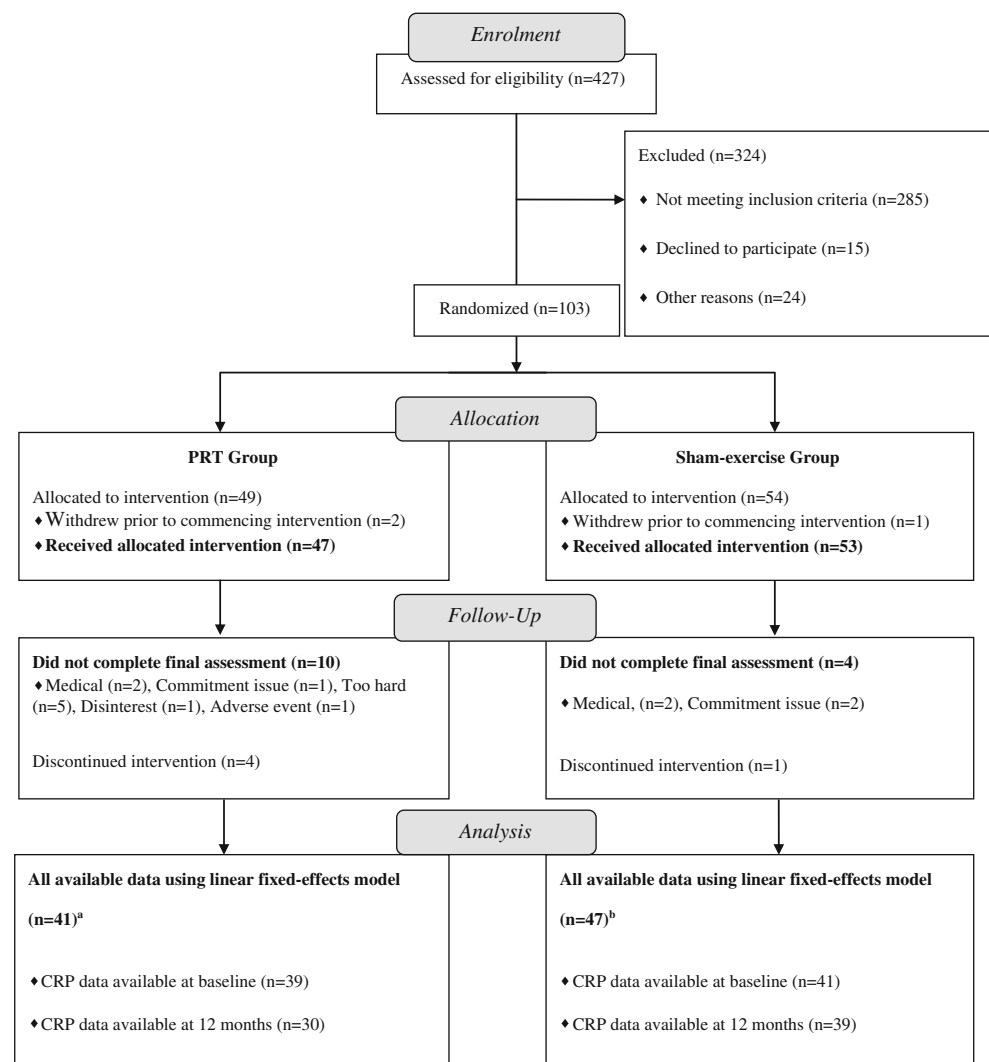 Enrolment
Assessed for eligibility (n=427)
Excluded (n=324)
♦ Not meeting inclusion criteria (n=285)
♦ Declined to participate (n=15)
♦ Other reasons (n=24)
Randomized (n=103)
Allocation
PRT Group
Allocated to intervention (n=49)
♦Withdrew prior to commencing intervention (n=2)
♦Received allocated intervention (n=47)
Sham-exercise Group
Allocated to intervention (n=54)
♦Withdrew prior to commencing intervention (n=1)
♦Received allocated intervention (n=53)
Follow-Up
Did not complete final assessment (n=10)
♦Medical (n=2), Commitment issue (n=1), Too hard
(n=5), Disinterest (n=1), Adverse event (n=1)
Discontinued intervention (n=4)
Did not complete final assessment (n=4)
♦Medical, (n=2), Commitment issue (n=2)
Discontinued intervention (n=1)
Analysis
All available data using linear fixed-effects model
(n=41)a
♦CRP data available at baseline (n=39)
♦CRP data available at 12 months (n=30)
All available data using linear fixed-effects model
(n=47)b
♦CRP data available at baseline (n=41)
♦CRP data available at 12 months (n=39)